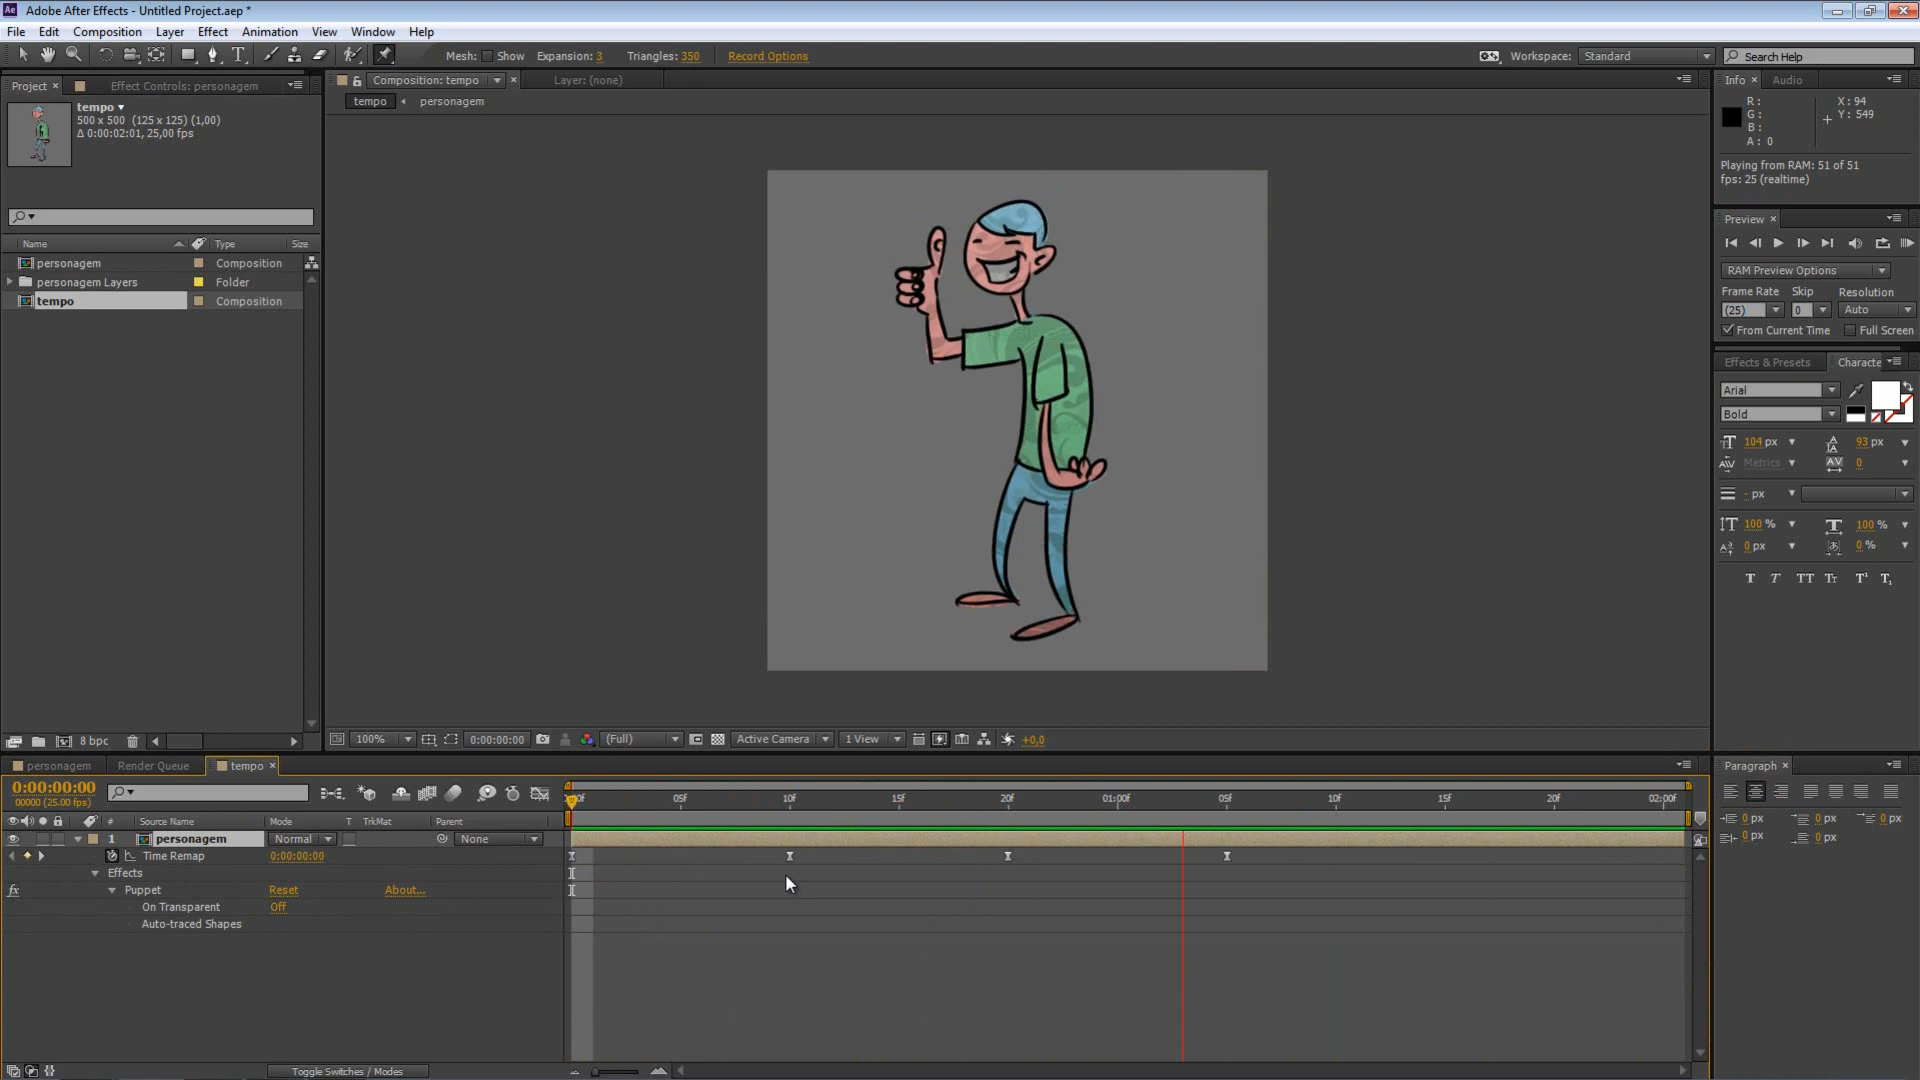 Adobe After Effects - Untitled Project.aep *
File Edit Composition Layer Effect Animation View Window Help
Mesh: Show Expansion: 3 Triangles: 350 Record Options Workspace: Standard Search Help
Project Effect Controls: personagem
tempo
500 x 500 (125 x 125) (1,00)
Δ 0:00:02:01, 25,00 fps
Name Type Size
personagem Composition
personagem Layers Folder
tempo Composition
8 bpc
Composition: tempo Layer: (none)
tempo personagem
100% 0:00:00:00 (Full) Active Camera 1 View +0,0
Info Audio
R: X: 94
G: Y: 549
B:
A: 0
Playing from RAM: 51 of 51
fps: 25 (realtime)
Preview
RAM Preview Options
Frame Rate Skip Resolution
(25) 0 Auto
From Current Time Full Screen
Effects & Presets Characte
Arial
Bold
104 px 93 px
Metrics 0
- px
100 % 100 %
0 px 0 %
T T TT Tт T¹ T₁
personagem Render Queue tempo
0:00:00:00
00000 (25.00 fps)
05f 10f 15f 20f 01:00f 05f 10f 15f 20f 02:00f
# Source Name Mode T TrkMat Parent
1 personagem Normal None
Time Remap 0:00:00:00
Effects
fx Puppet Reset About...
On Transparent Off
Auto-traced Shapes
Toggle Switches / Modes
Paragraph
0 px 0 px 0 px
0 px 0 px